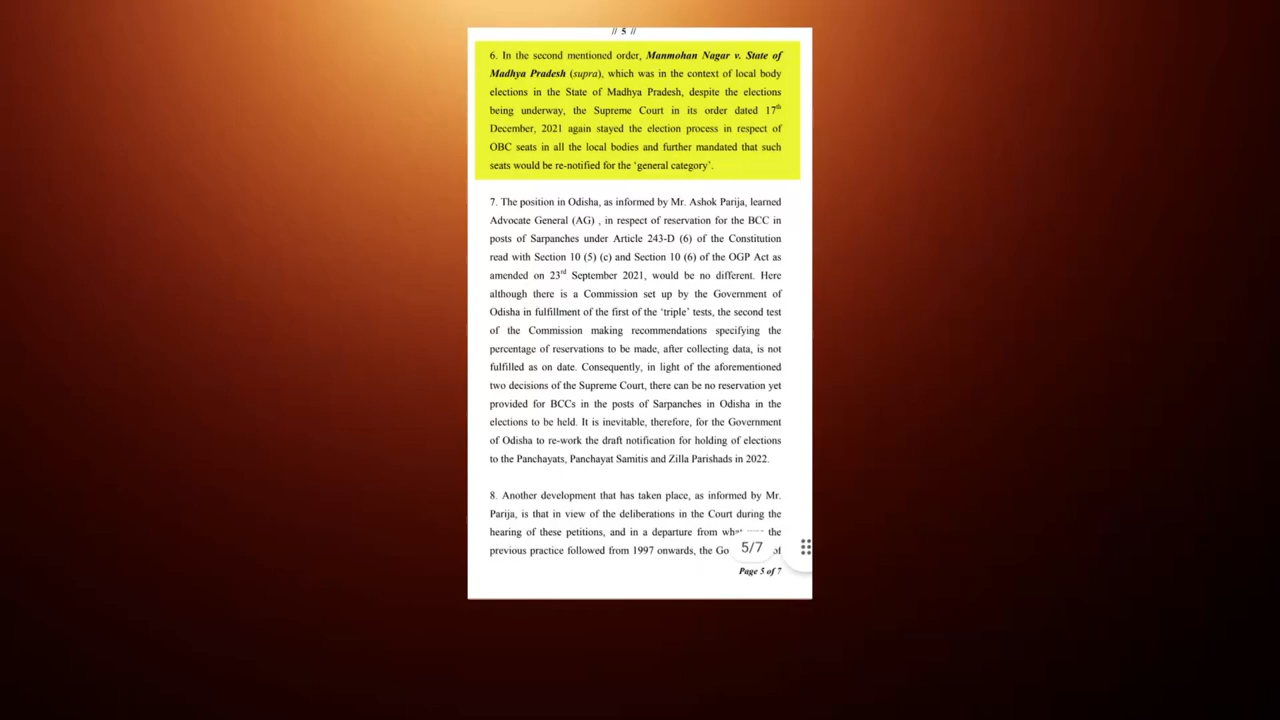 // 5 //
6. In the second mentioned order, Manmohan Nagar v. State of
Madhya Pradesh (supra), which was in the context of local body
elections in the State of Madhya Pradesh, despite the elections
being underway, the Supreme Court in its order dated 17th
December, 2021 again stayed the election process in respect of
OBC seats in all the local bodies and further mandated that such
seats would be re-notified for the ‘general category’.
7. The position in Odisha, as informed by Mr. Ashok Parija, learned
Advocate General (AG) , in respect of reservation for the BCC in
posts of Sarpanches under Article 243-D (6) of the Constitution
read with Section 10 (5) (c) and Section 10 (6) of the OGP Act as
amended on 23rd September 2021, would be no different. Here
although there is a Commission set up by the Government of
Odisha in fulfillment of the first of the ‘triple’ tests, the second test
of the Commission making recommendations specifying the
percentage of reservations to be made, after collecting data, is not
fulfilled as on date. Consequently, in light of the aforementioned
two decisions of the Supreme Court, there can be no reservation yet
provided for BCCs in the posts of Sarpanches in Odisha in the
elections to be held. It is inevitable, therefore, for the Government
of Odisha to re-work the draft notification for holding of elections
to the Panchayats, Panchayat Samitis and Zilla Parishads in 2022.
8. Another development that has taken place, as informed by Mr.
Parija, is that in view of the deliberations in the Court during the
hearing of these petitions, and in a departure from the
previous practice followed from 1997 onwards, the of
5/7
Page 5 of 7